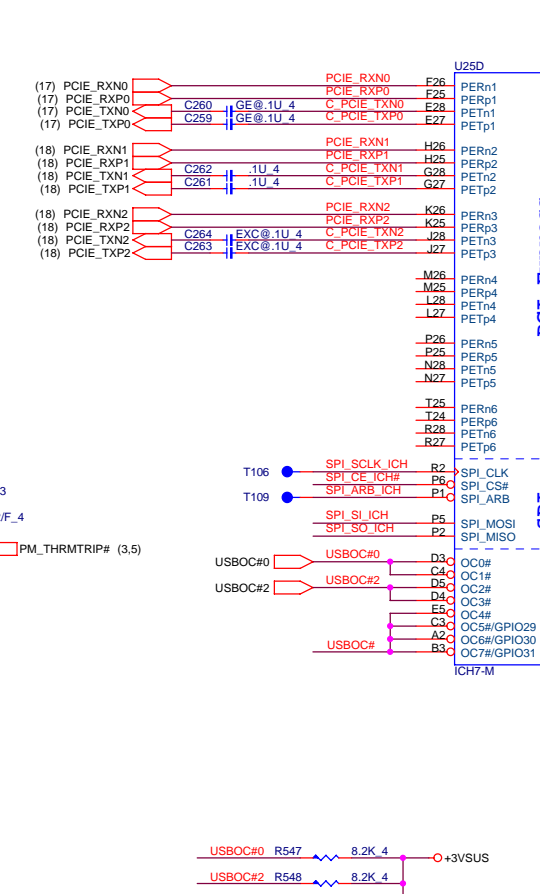 U25D
(17) PCIE_RXN0 PCIE_RXN0 F26 PERn1
(17) PCIE_RXP0 PCIE_RXP0 F25 PERp1
(17) PCIE_TXN0 C260 GE@.1U_4 C_PCIE_TXN0 E28 PETn1
(17) PCIE_TXP0 C259 GE@.1U_4 C_PCIE_TXP0 E27 PETp1
(18) PCIE_RXN1 PCIE_RXN1 H26 PERn2
(18) PCIE_RXP1 PCIE_RXP1 H25 PERp2
(18) PCIE_TXN1 C262 .1U_4 C_PCIE_TXN1 G28 PETn2
(18) PCIE_TXP1 C261 .1U_4 C_PCIE_TXP1 G27 PETp2
(18) PCIE_RXN2 PCIE_RXN2 K26 PERn3
(18) PCIE_RXP2 PCIE_RXP2 K25 PERp3
(18) PCIE_TXN2 C264 EXC@.1U_4 C_PCIE_TXN2 J28 PETn3
(18) PCIE_TXP2 C263 EXC@.1U_4 C_PCIE_TXP2 J27 PETp3
M26 PERn4
M25 PERp4
L28 PETn4
L27 PETp4
P26 PERn5
P25 PERp5
N28 PETn5
N27 PETp5
T25 PERn6
T24 PERp6
R28 PETn6
R27 PETp6
T106 SPI_SCLK_ICH R2 SPI_CLK
SPI_CE_ICH# P6 SPI_CS#
T109 SPI_ARB_ICH P1 SPI_ARB
3
/F_4
SPI_SI_ICH P5 SPI_MOSI
SPI_SO_ICH P2 SPI_MISO
PM_THRMTRIP# (3,5)
USBOC#0 USBOC#0 D3 OC0#
C4 OC1#
USBOC#2 USBOC#2 D5 OC2#
D4 OC3#
E5 OC4#
C3 OC5#/GPIO29
A2 OC6#/GPIO30
USBOC# B3 OC7#/GPIO31
ICH7-M
USBOC#0 R547 8.2K_4 +3VSUS
USBOC#2 R548 8.2K_4